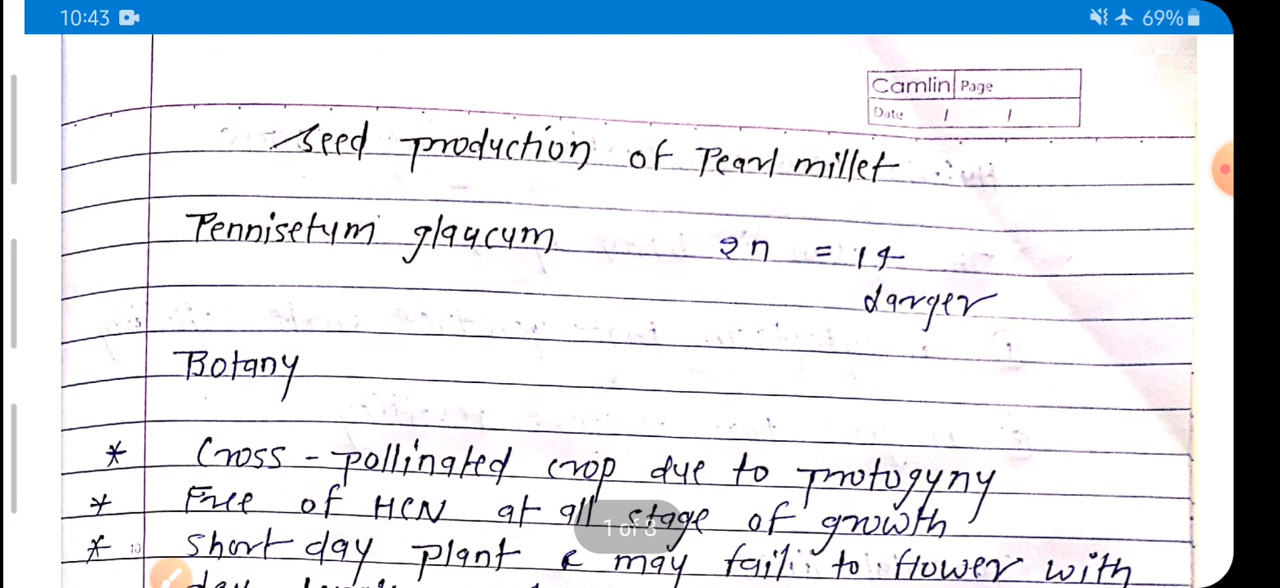 10:43 69%
Camlin Page
Date / /
Seed production of Pearl millet
Pennisetum glaucum 2n = 14
larger
5
Botany
* Cross - pollinated crop due to protogyny
* Free of HCN at all stage of growth
1 of 3
* 10 short day plant & may fail to flower with